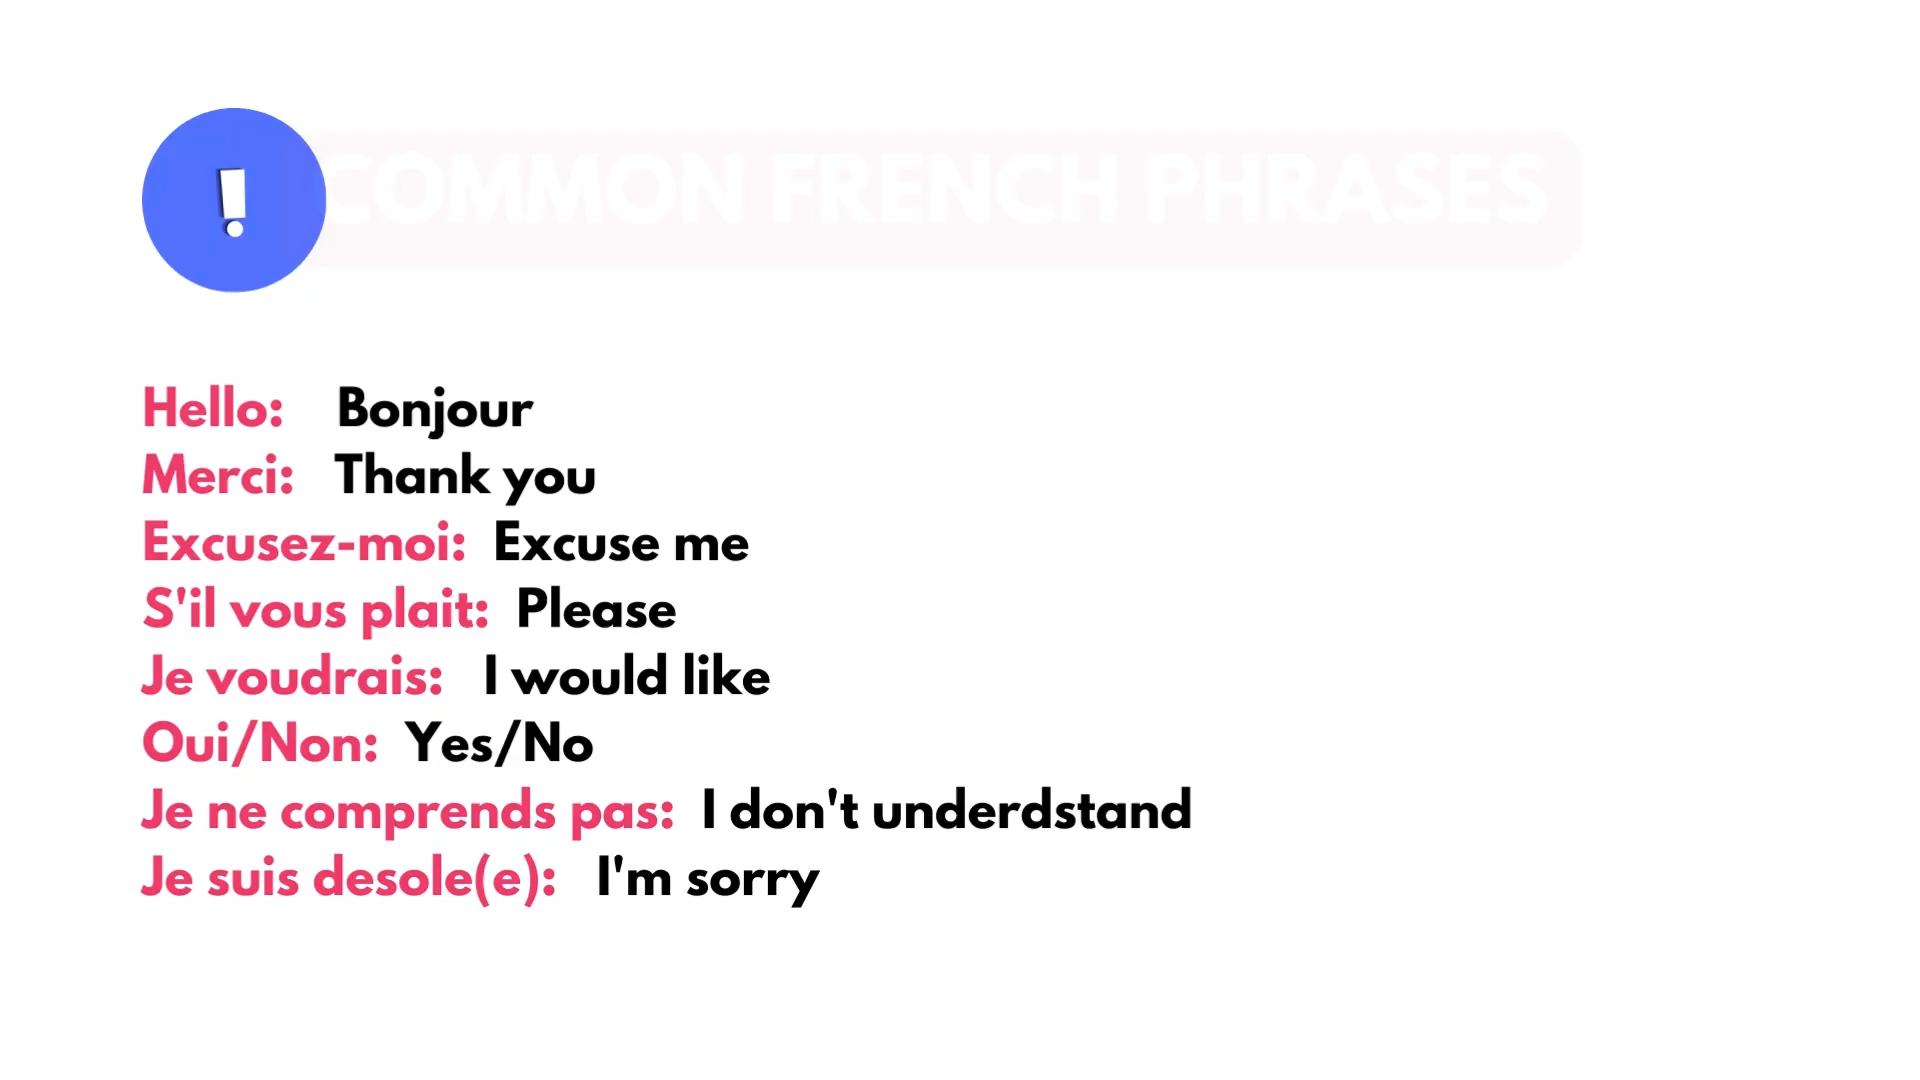 !
COMMON FRENCH PHRASES
Hello: Bonjour
Merci: Thank you
Excusez-moi: Excuse me
S'il vous plait: Please
Je voudrais: I would like
Oui/Non: Yes/No
Je ne comprends pas: I don't underdstand
Je suis desole(e): I'm sorry